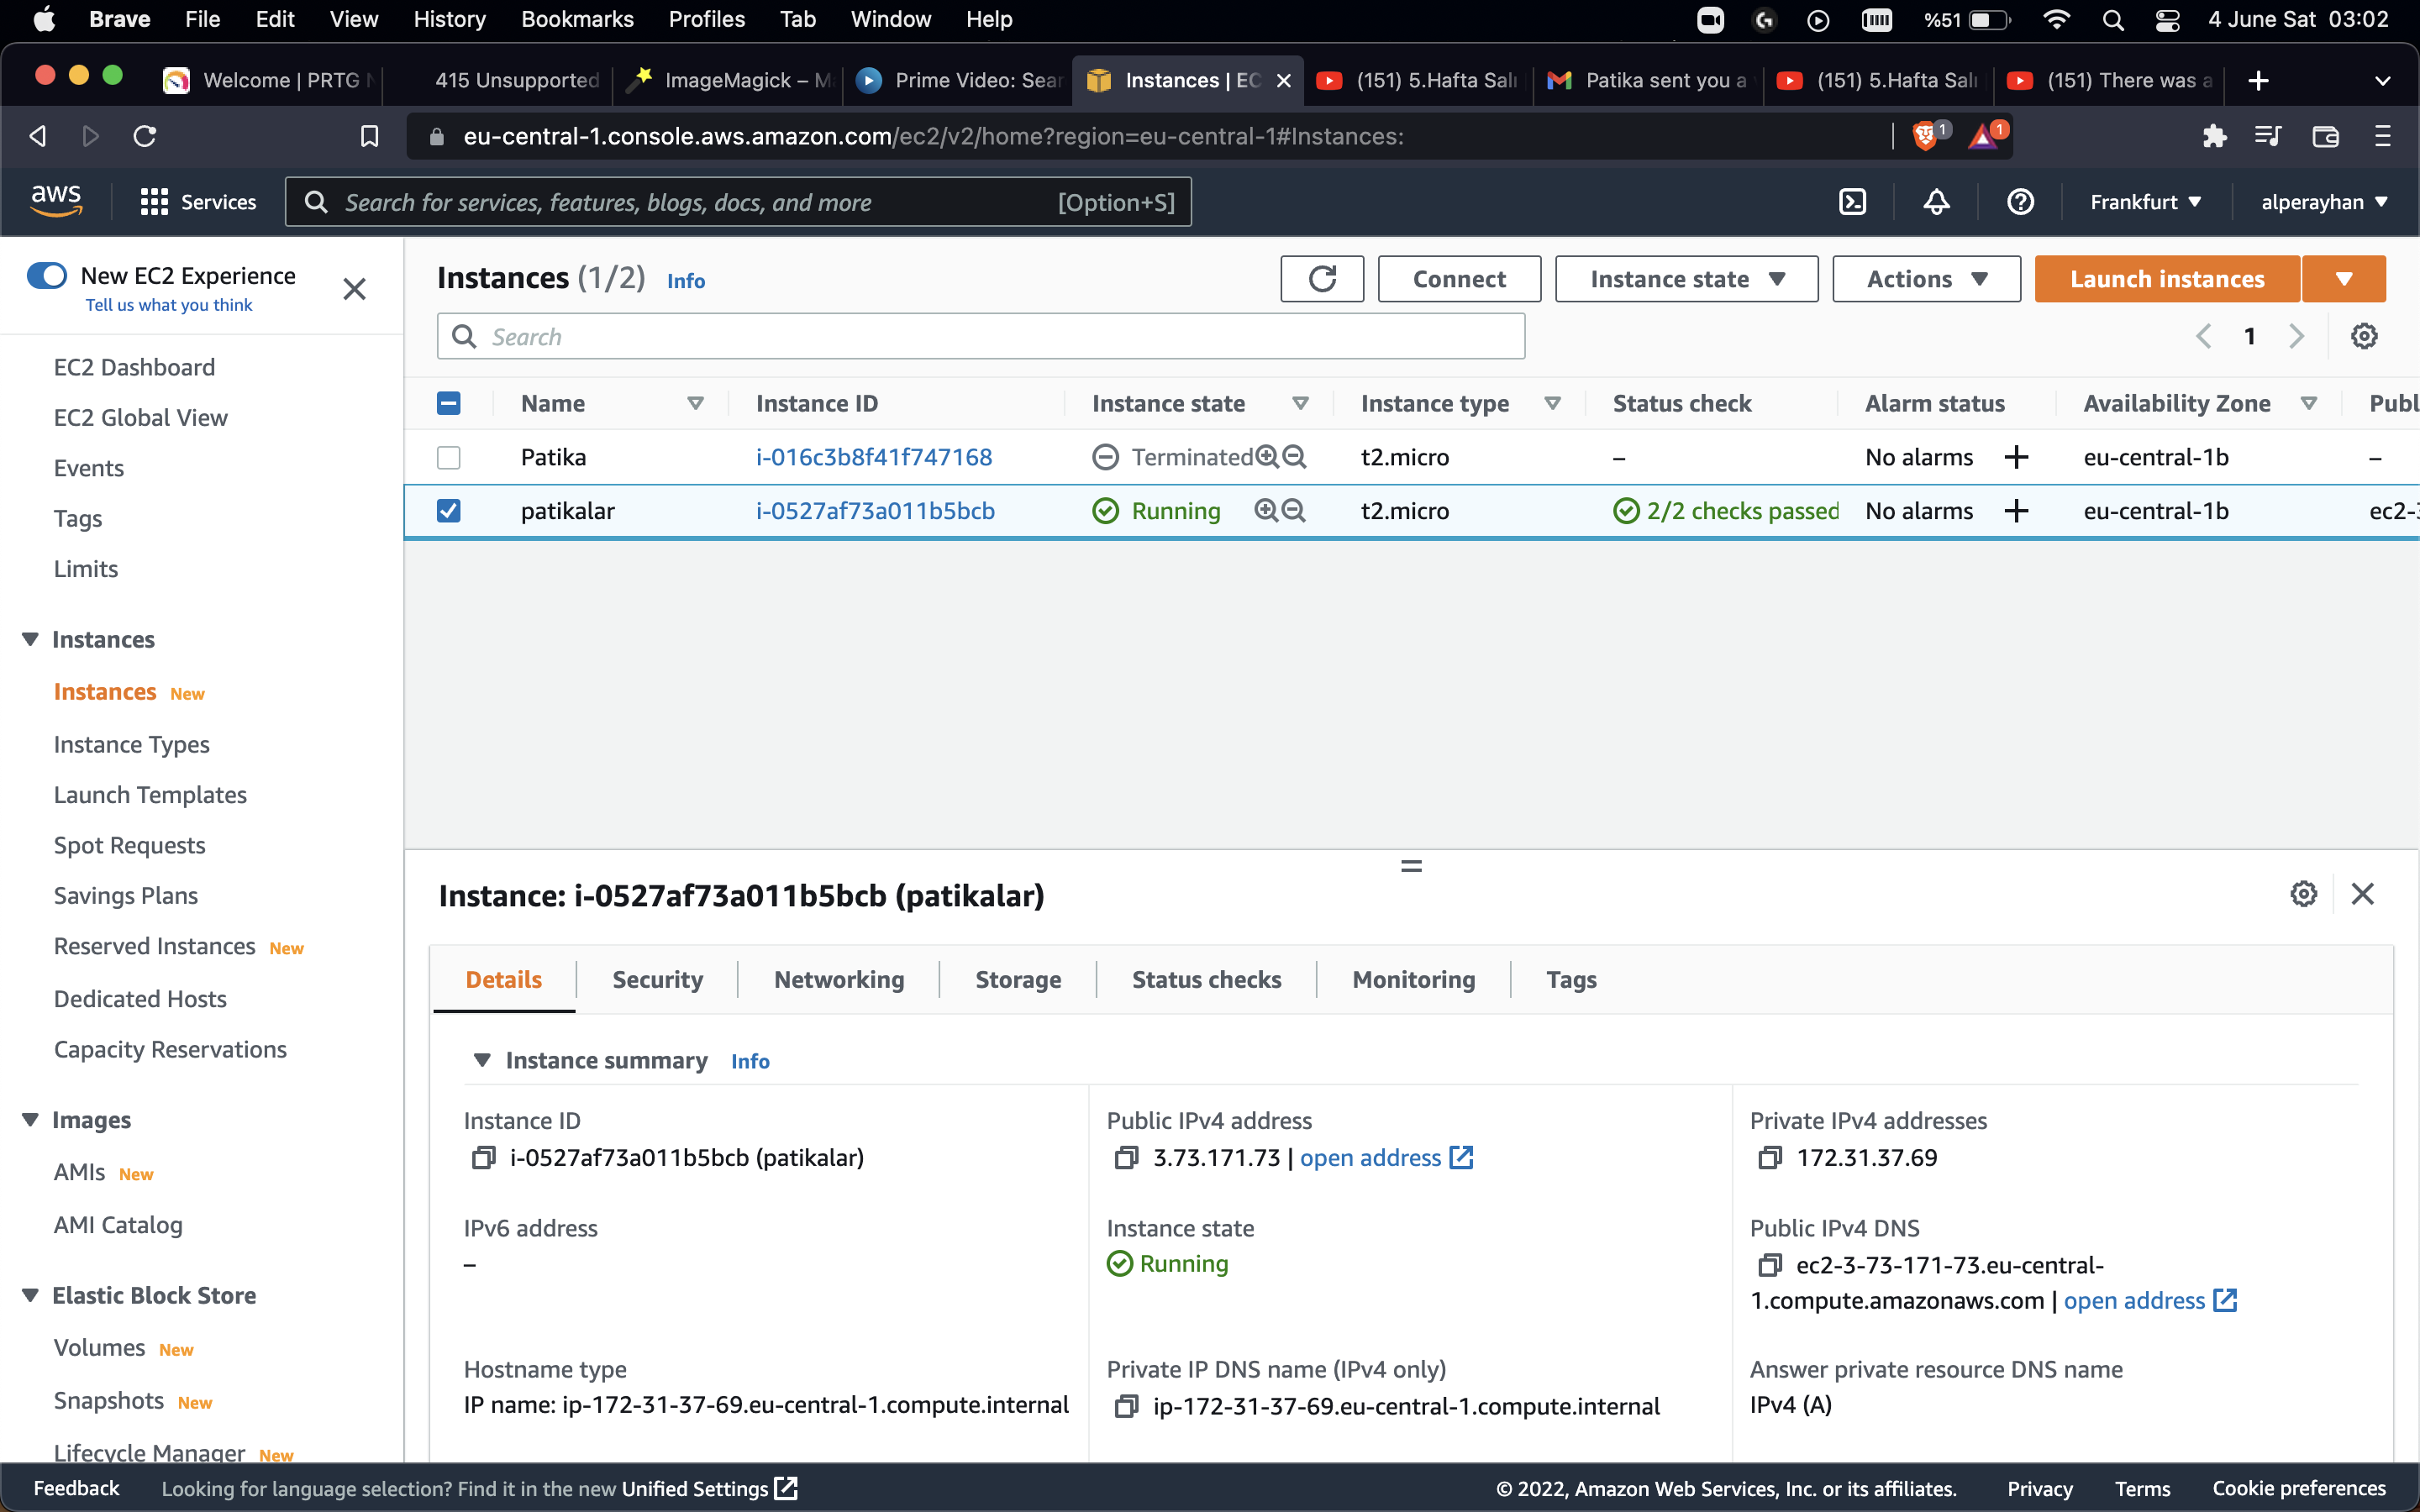 Brave File Edit View History Bookmarks Profiles Tab Window Help %51 4 June Sat 03:02
Welcome | PRTG 415 Unsupported ImageMagick – Prime Video: Sear Instances | EC (151) 5.Hafta Salı Patika sent you a (151) 5.Hafta Salı (151) There was a
eu-central-1.console.aws.amazon.com/ec2/v2/home?region=eu-central-1#Instances: 1 1
aws Services Search for services, features, blogs, docs, and more [Option+S] Frankfurt alperayhan
New EC2 Experience
Tell us what you think
Instances (1/2) Info Connect Instance state Actions Launch instances
Search 1
Name Instance ID Instance state Instance type Status check Alarm status Availability Zone Publ
Patika i-016c3b8f41f747168 Terminated t2.micro – No alarms + eu-central-1b –
patikalar i-0527af73a011b5bcb Running t2.micro 2/2 checks passed No alarms + eu-central-1b ec2-3
EC2 Dashboard
EC2 Global View
Events
Tags
Limits
Instances
Instances New
Instance Types
Launch Templates
Spot Requests
Savings Plans
Reserved Instances New
Dedicated Hosts
Capacity Reservations
Images
AMIs New
AMI Catalog
Elastic Block Store
Volumes New
Snapshots New
Lifecycle Manager New
Instance: i-0527af73a011b5bcb (patikalar)
Details Security Networking Storage Status checks Monitoring Tags
Instance summary Info
Instance ID
i-0527af73a011b5bcb (patikalar)
Public IPv4 address
3.73.171.73 | open address
Private IPv4 addresses
172.31.37.69
IPv6 address
–
Instance state
Running
Public IPv4 DNS
ec2-3-73-171-73.eu-central-
1.compute.amazonaws.com | open address
Hostname type
IP name: ip-172-31-37-69.eu-central-1.compute.internal
Private IP DNS name (IPv4 only)
ip-172-31-37-69.eu-central-1.compute.internal
Answer private resource DNS name
IPv4 (A)
Feedback Looking for language selection? Find it in the new Unified Settings © 2022, Amazon Web Services, Inc. or its affiliates. Privacy Terms Cookie preferences